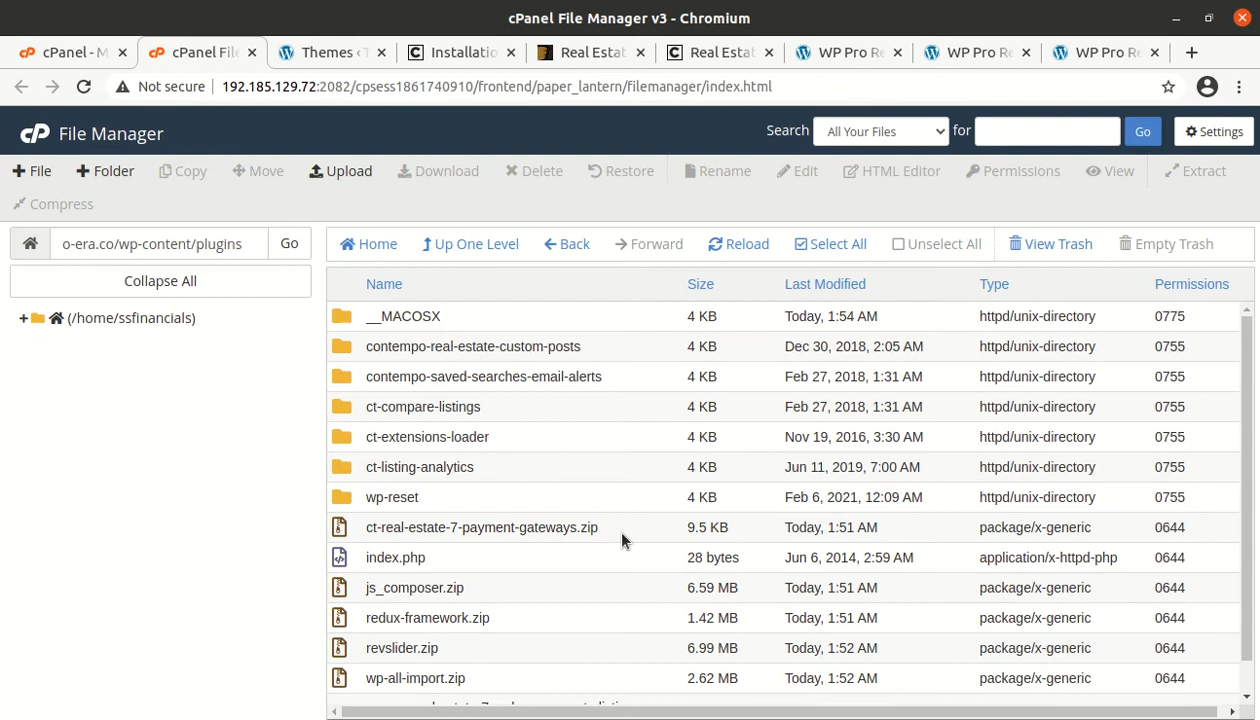 cPanel File Manager v3 - Chromium
cPanel - M
cPanel File
Themes ‹ T
Installatio
Real Estat
Real Estat
WP Pro Re
WP Pro Re
WP Pro Re
Not secure 192.185.129.72:2082/cpsess1861740910/frontend/paper_lantern/filemanager/index.html
cP File Manager Search All Your Files for Go Settings
File Folder Copy Move Upload Download Delete Restore Rename Edit HTML Editor Permissions View Extract
Compress
o-era.co/wp-content/plugins Go
Collapse All
+ (/home/ssfinancials)
Home Up One Level Back Forward Reload Select All Unselect All View Trash Empty Trash
Name Size Last Modified Type Permissions
__MACOSX 4 KB Today, 1:54 AM httpd/unix-directory 0775
contempo-real-estate-custom-posts 4 KB Dec 30, 2018, 2:05 AM httpd/unix-directory 0755
contempo-saved-searches-email-alerts 4 KB Feb 27, 2018, 1:31 AM httpd/unix-directory 0755
ct-compare-listings 4 KB Feb 27, 2018, 1:31 AM httpd/unix-directory 0755
ct-extensions-loader 4 KB Nov 19, 2016, 3:30 AM httpd/unix-directory 0755
ct-listing-analytics 4 KB Jun 11, 2019, 7:00 AM httpd/unix-directory 0755
wp-reset 4 KB Feb 6, 2021, 12:09 AM httpd/unix-directory 0755
ct-real-estate-7-payment-gateways.zip 9.5 KB Today, 1:51 AM package/x-generic 0644
index.php 28 bytes Jun 6, 2014, 2:59 AM application/x-httpd-php 0644
js_composer.zip 6.59 MB Today, 1:51 AM package/x-generic 0644
redux-framework.zip 1.42 MB Today, 1:51 AM package/x-generic 0644
revslider.zip 6.99 MB Today, 1:52 AM package/x-generic 0644
wp-all-import.zip 2.62 MB Today, 1:52 AM package/x-generic 0644